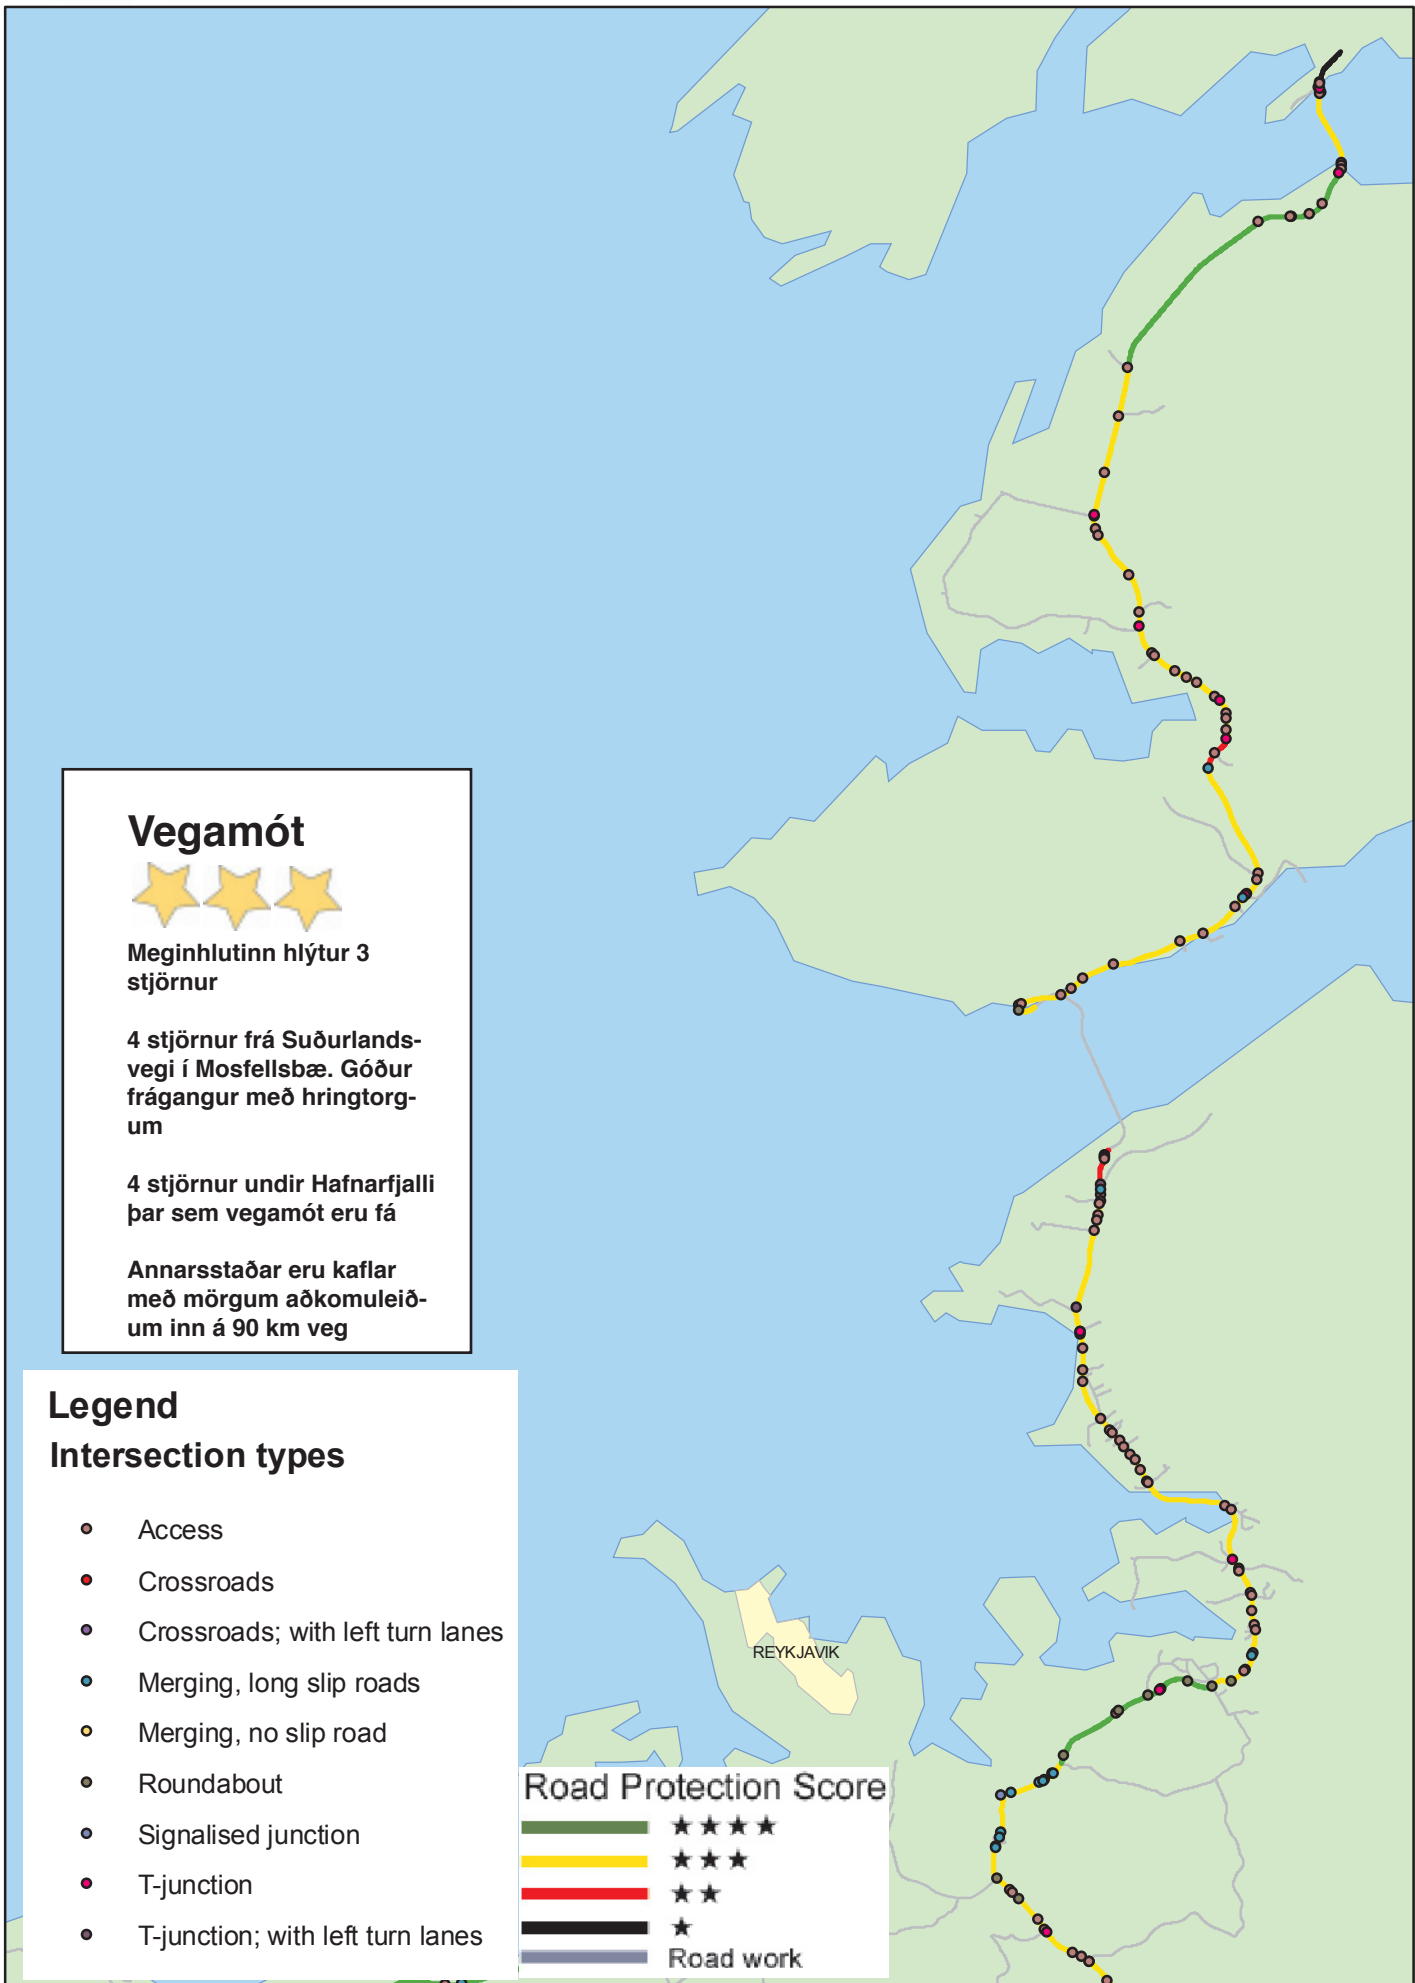 Vegamót
Meginhlutinn hlýtur 3
stjörnur
4 stjörnur frá Suðurlands-
vegi í Mosfellsbæ. Góður
frágangur með hringtorg-
um
4 stjörnur undir Hafnarfjalli
þar sem vegamót eru fá
Annarsstaðar eru kaflar
með mörgum aðkomuleið-
um inn á 90 km veg
Legend
Intersection types
Access
Crossroads
Crossroads; with left turn lanes
Merging, long slip roads
Merging, no slip road
Roundabout
Signalised junction
T-junction
T-junction; with left turn lanes
REYKJAVIK
Road Protection Score
Road work